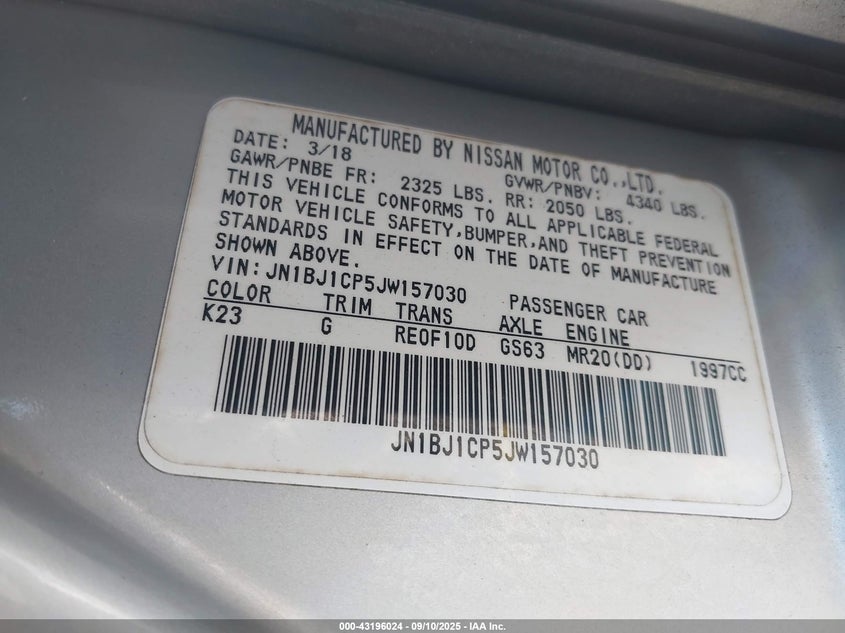 MANUFACTURED BY NISSAN MOTOR CO.,LTD.
DATE: 3/18 GVWR/PNBV: 4340 LBS.
GAWR/PNBE FR: 2325 LBS. RR: 2050 LBS.
THIS VEHICLE CONFORMS TO ALL APPLICABLE FEDERAL
MOTOR VEHICLE SAFETY,BUMPER,AND THEFT PREVENTION
STANDARDS IN EFFECT ON THE DATE OF MANUFACTURE
SHOWN ABOVE.
VIN:JN1BJ1CP5JW157030 PASSENGER CAR
COLOR TRIM TRANS AXLE ENGINE
K23 G RE0F10D GS63 MR20(DD) 1997CC
JN1BJ1CP5JW157030
000-43196024 - 09/10/2025 - IAA Inc.